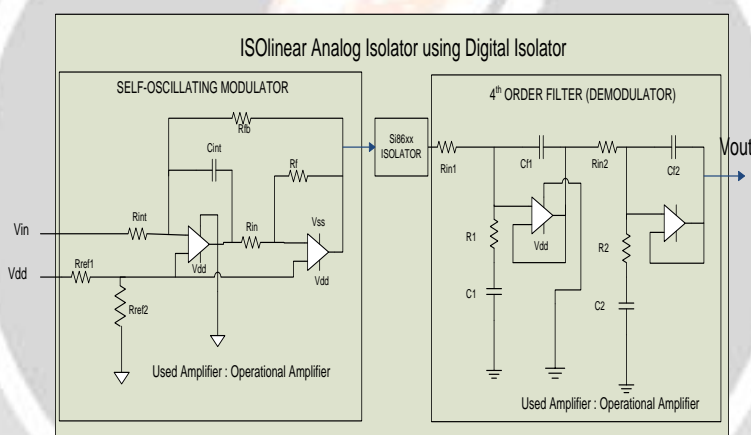 ISOlinear Analog Isolator using Digital Isolator
SELF-OSCILLATING MODULATOR
4th ORDER FILTER (DEMODULATOR)
Rfb
Cint
Rf
Si86xx
ISOLATOR
Rin1
Cf1
Rin2
Cf2
Vout
Vin
Rint
Rin
Vss
Vdd
Vdd
Vdd
Rref1
Rref2
R1
Vdd
R2
C1
C2
Used Amplifier : Operational Amplifier
Used Amplifier : Operational Amplifier